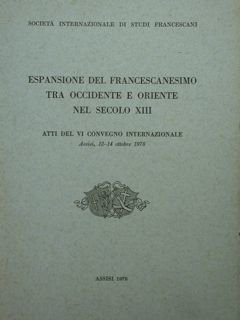 SOCIETÀ INTERNAZIONALE DI STUDI FRANCESCANI
ESPANSIONE DEL FRANCESCANESIMO
TRA OCCIDENTE E ORIENTE
NEL SECOLO XIII
ATTI DEL VI CONVEGNO INTERNAZIONALE
Assisi, 12-14 ottobre 1978
ASSISI 1979